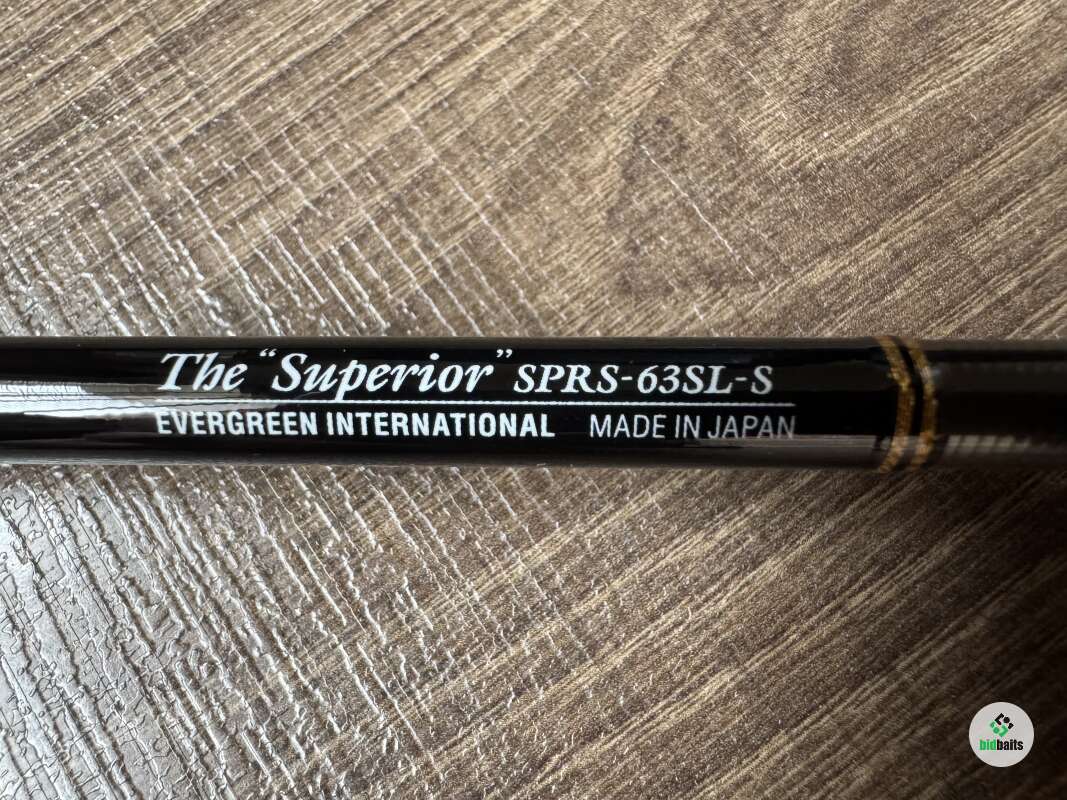 The “Superior” SPRS-63SL-S
EVERGREEN INTERNATIONAL MADE IN JAPAN
bidbaits